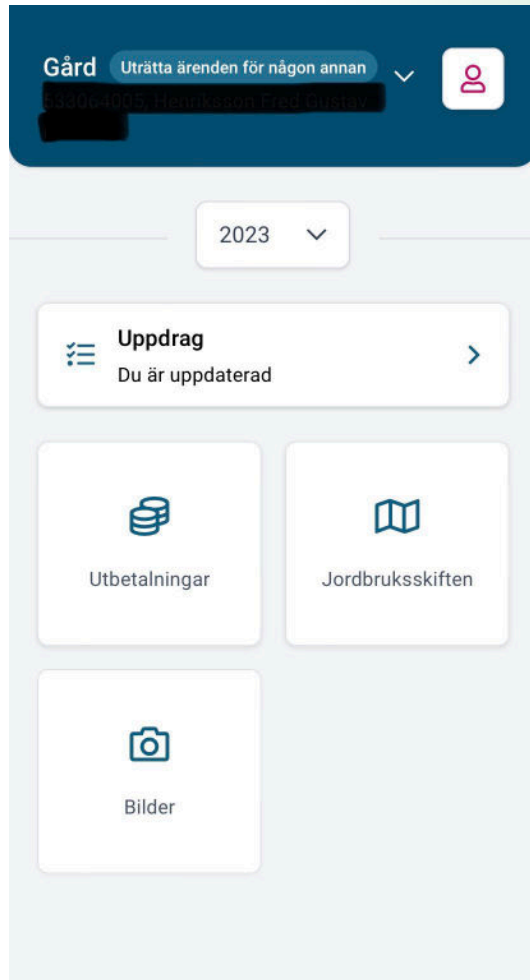 Gård Uträtta ärenden för någon annan
2023
Uppdrag
Du är uppdaterad
Utbetalningar
Jordbruksskiften
Bilder